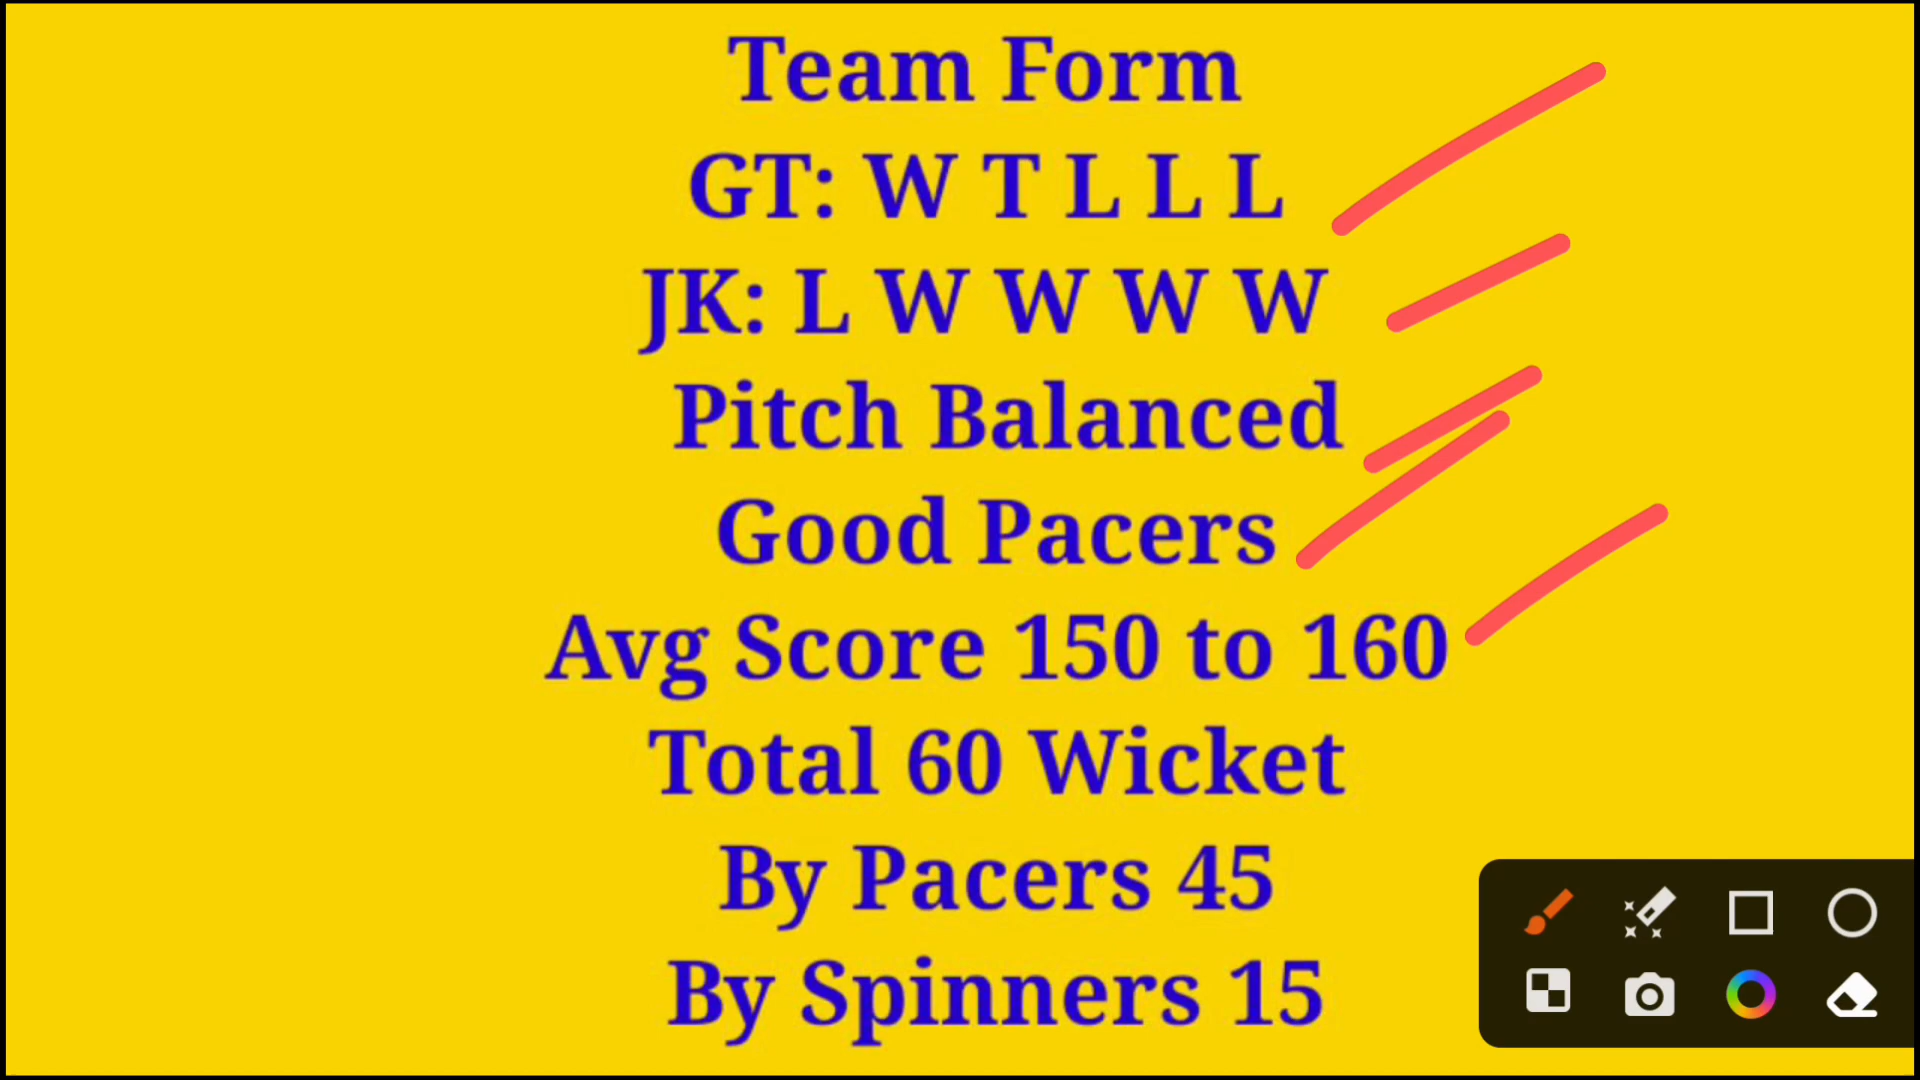 Team Form
GT: W T L L L
JK: L W W W W
Pitch Balanced
Good Pacers
Avg Score 150 to 160
Total 60 Wicket
By Pacers 45
By Spinners 15